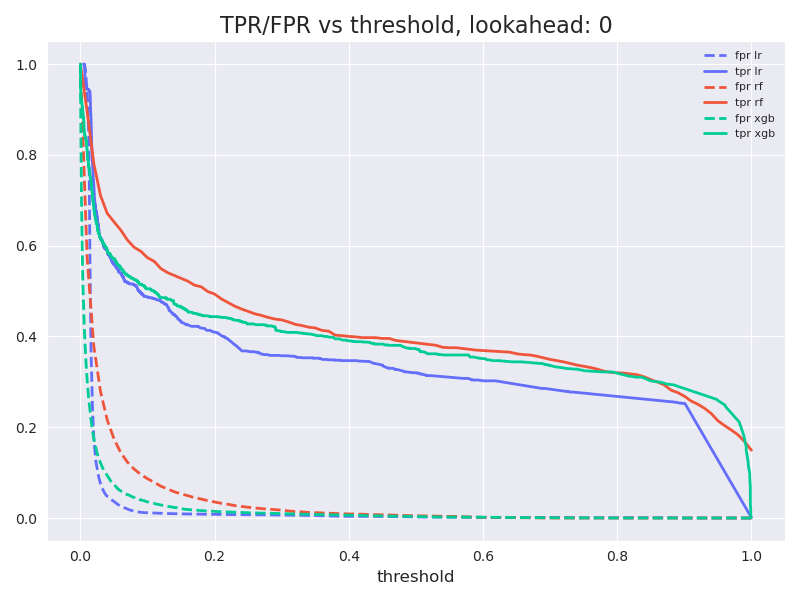 TPR/FPR vs threshold, lookahead: 0
fpr lr
tpr lr
fpr rf
tpr rf
fpr xgb
tpr xgb
1.0
0.8
0.6
0.4
0.2
0.0
0.0 0.2 0.4 0.6 0.8 1.0
threshold